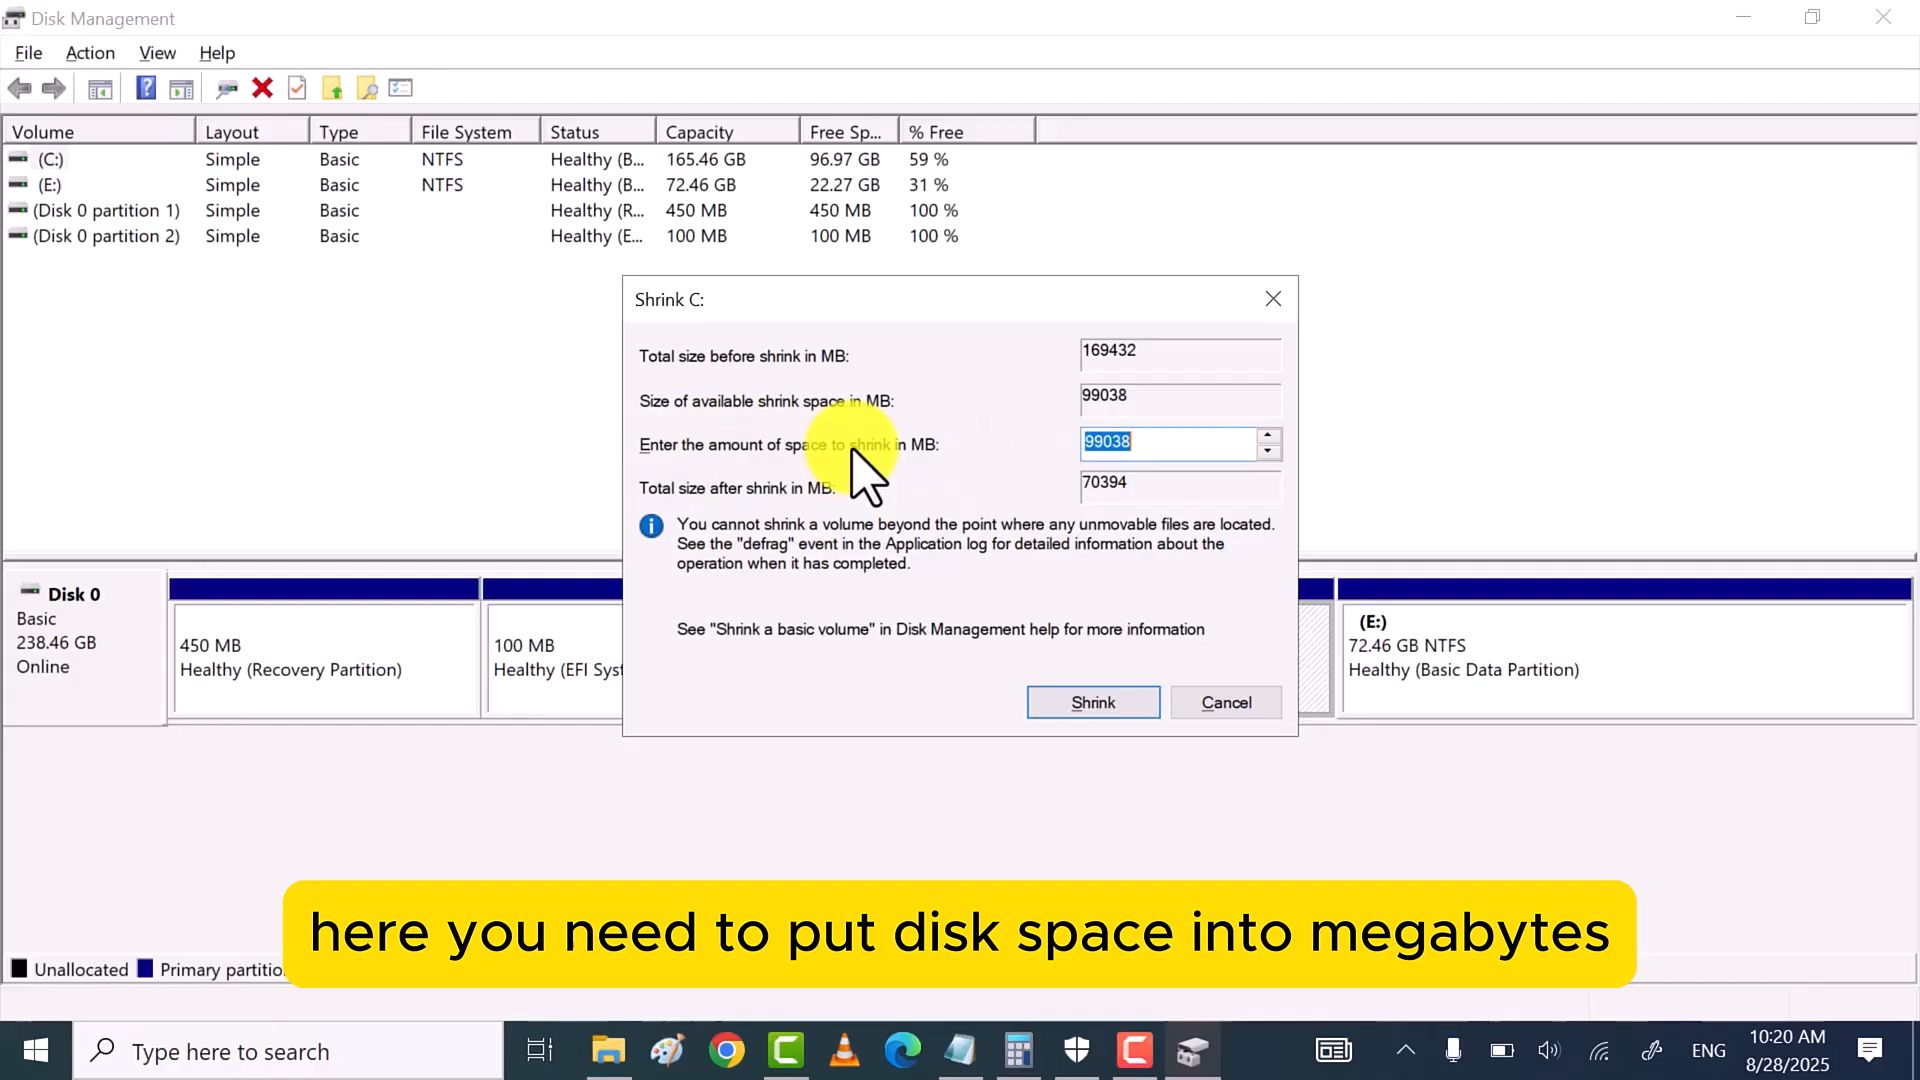 Disk Management
File Action View Help
Volume Layout Type File System Status Capacity Free Sp... % Free
(C:) Simple Basic NTFS Healthy (B... 165.46 GB 96.97 GB 59 %
(E:) Simple Basic NTFS Healthy (B... 72.46 GB 22.27 GB 31 %
(Disk 0 partition 1) Simple Basic Healthy (R... 450 MB 450 MB 100 %
(Disk 0 partition 2) Simple Basic Healthy (E... 100 MB 100 MB 100 %
Shrink C:
Total size before shrink in MB: 169432
Size of available shrink space in MB: 99038
Enter the amount of space to shrink in MB: 99038
Total size after shrink in MB: 70394
You cannot shrink a volume beyond the point where any unmovable files are located.
See the "defrag" event in the Application log for detailed information about the
operation when it has completed.
See "Shrink a basic volume" in Disk Management help for more information
Shrink Cancel
Disk 0
Basic
238.46 GB
Online
450 MB
Healthy (Recovery Partition)
100 MB
Healthy (EFI Syst
(E:)
72.46 GB NTFS
Healthy (Basic Data Partition)
here you need to put disk space into megabytes
Unallocated Primary partitio
Type here to search
ENG
10:20 AM
8/28/2025